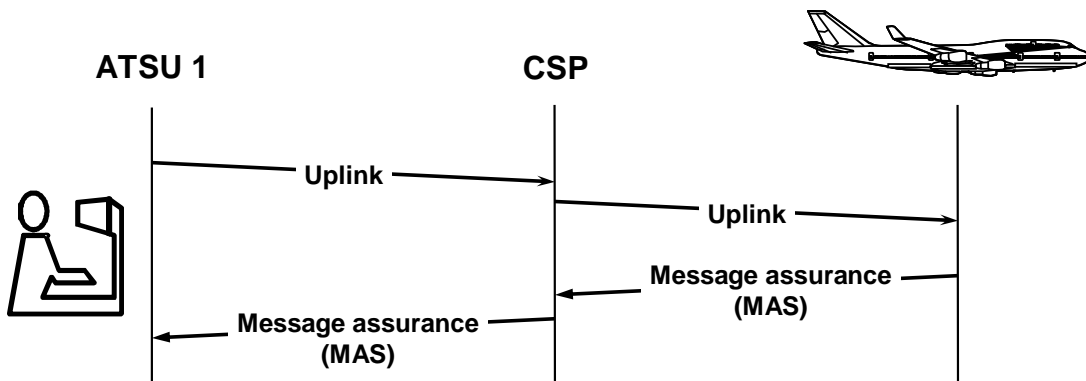 ATSU 1
CSP
Uplink
Uplink
Message assurance
(MAS)
Message assurance
(MAS)